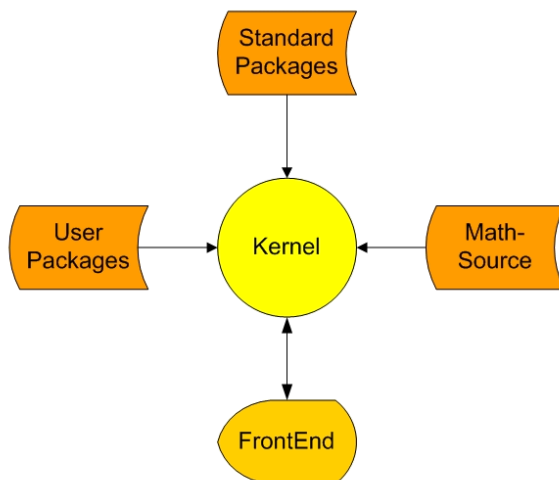 Standard
Packages
User
Packages
Kernel
Math-
Source
FrontEnd